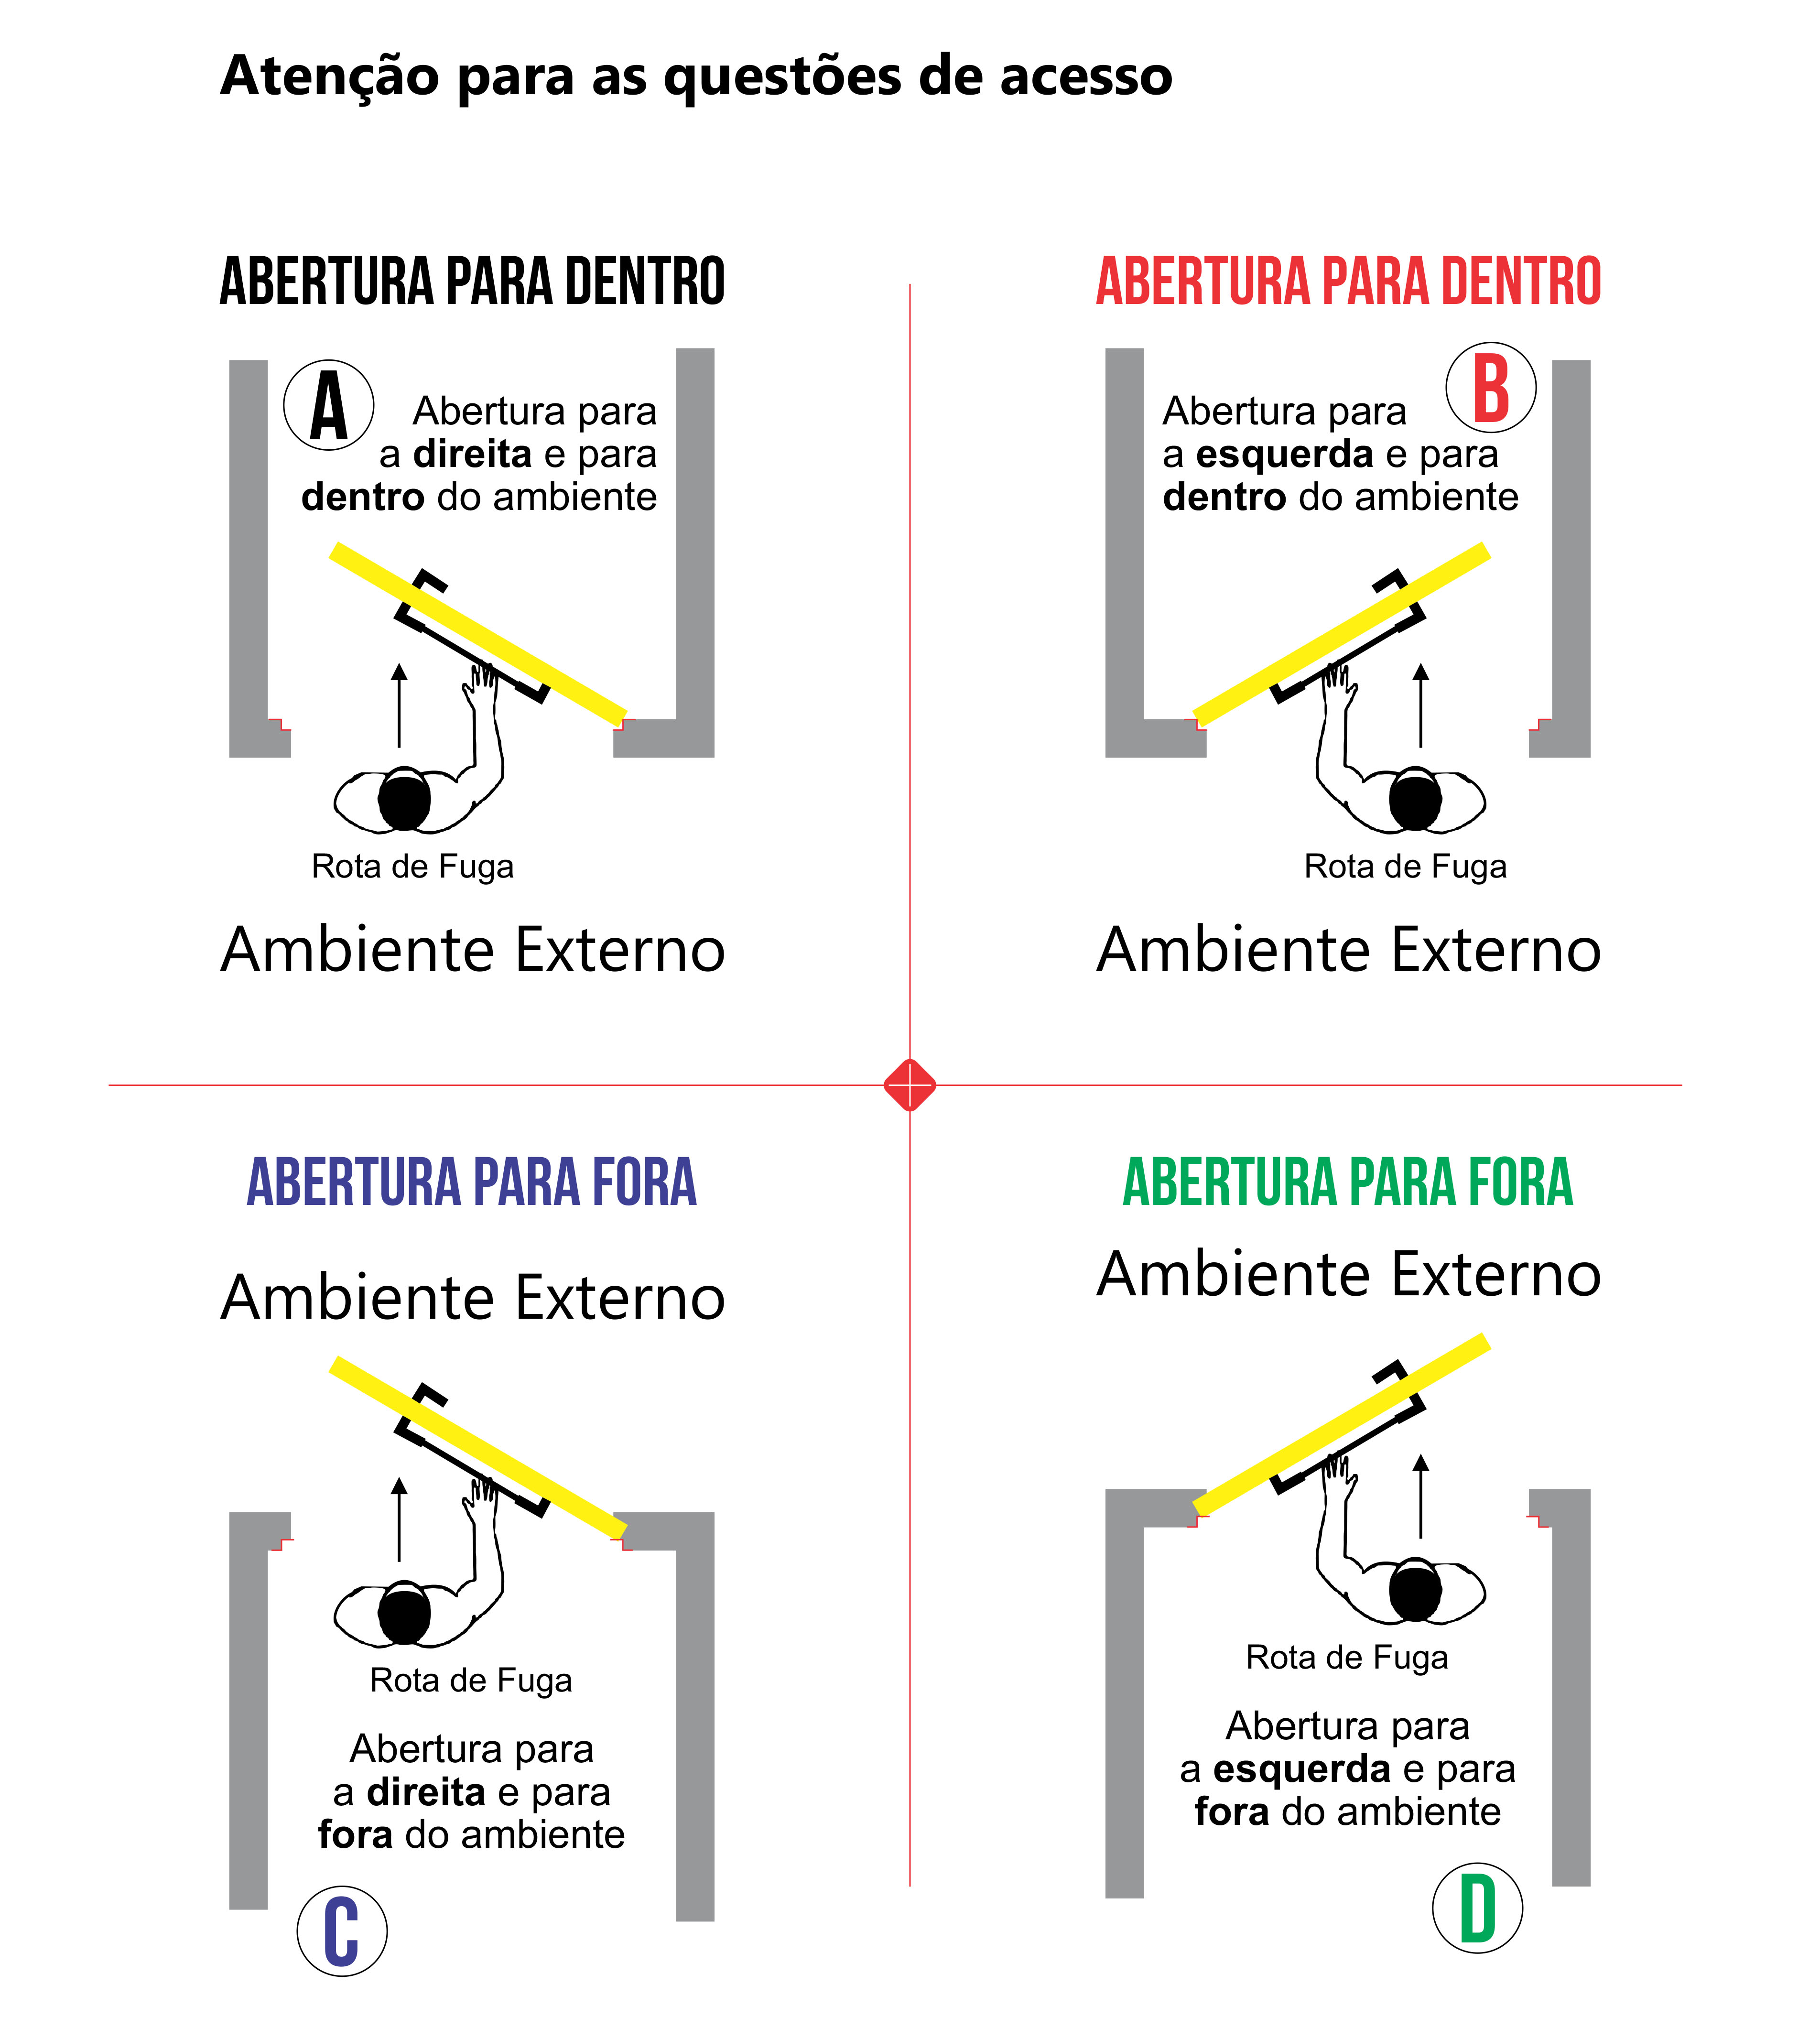 Atenção para as questões de acesso
ABERTURA PARA DENTRO
A
Abertura para
a direita e para
dentro do ambiente
Rota de Fuga
Ambiente Externo
ABERTURA PARA DENTRO
B
Abertura para
a esquerda e para
dentro do ambiente
Rota de Fuga
Ambiente Externo
ABERTURA PARA FORA
Ambiente Externo
Rota de Fuga
Abertura para
a direita e para
fora do ambiente
C
ABERTURA PARA FORA
Ambiente Externo
Rota de Fuga
Abertura para
a esquerda e para
fora do ambiente
D